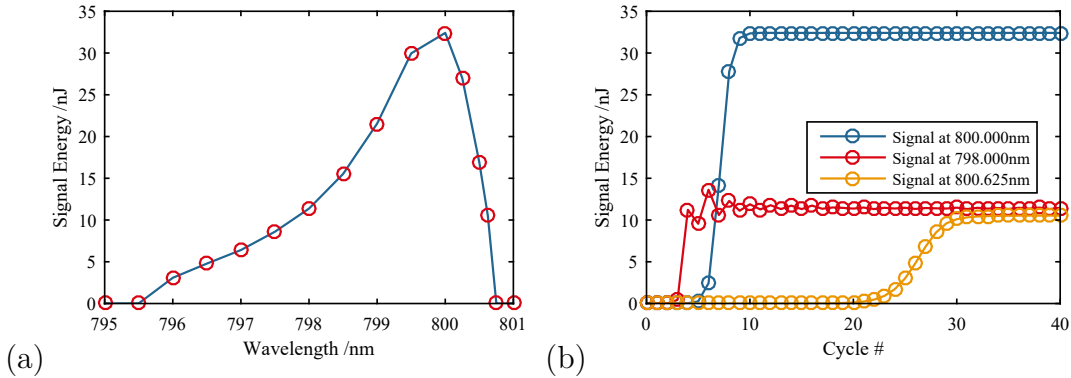 35
30
25
20
15
10
5
0
Signal Energy /nJ
795 796 797 798 799 800 801
Wavelength /nm
(a)
35
30
25
20
15
10
5
0
Signal Energy /nJ
Signal at 800.000nm
Signal at 798.000nm
Signal at 800.625nm
0 10 20 30 40
Cycle #
(b)